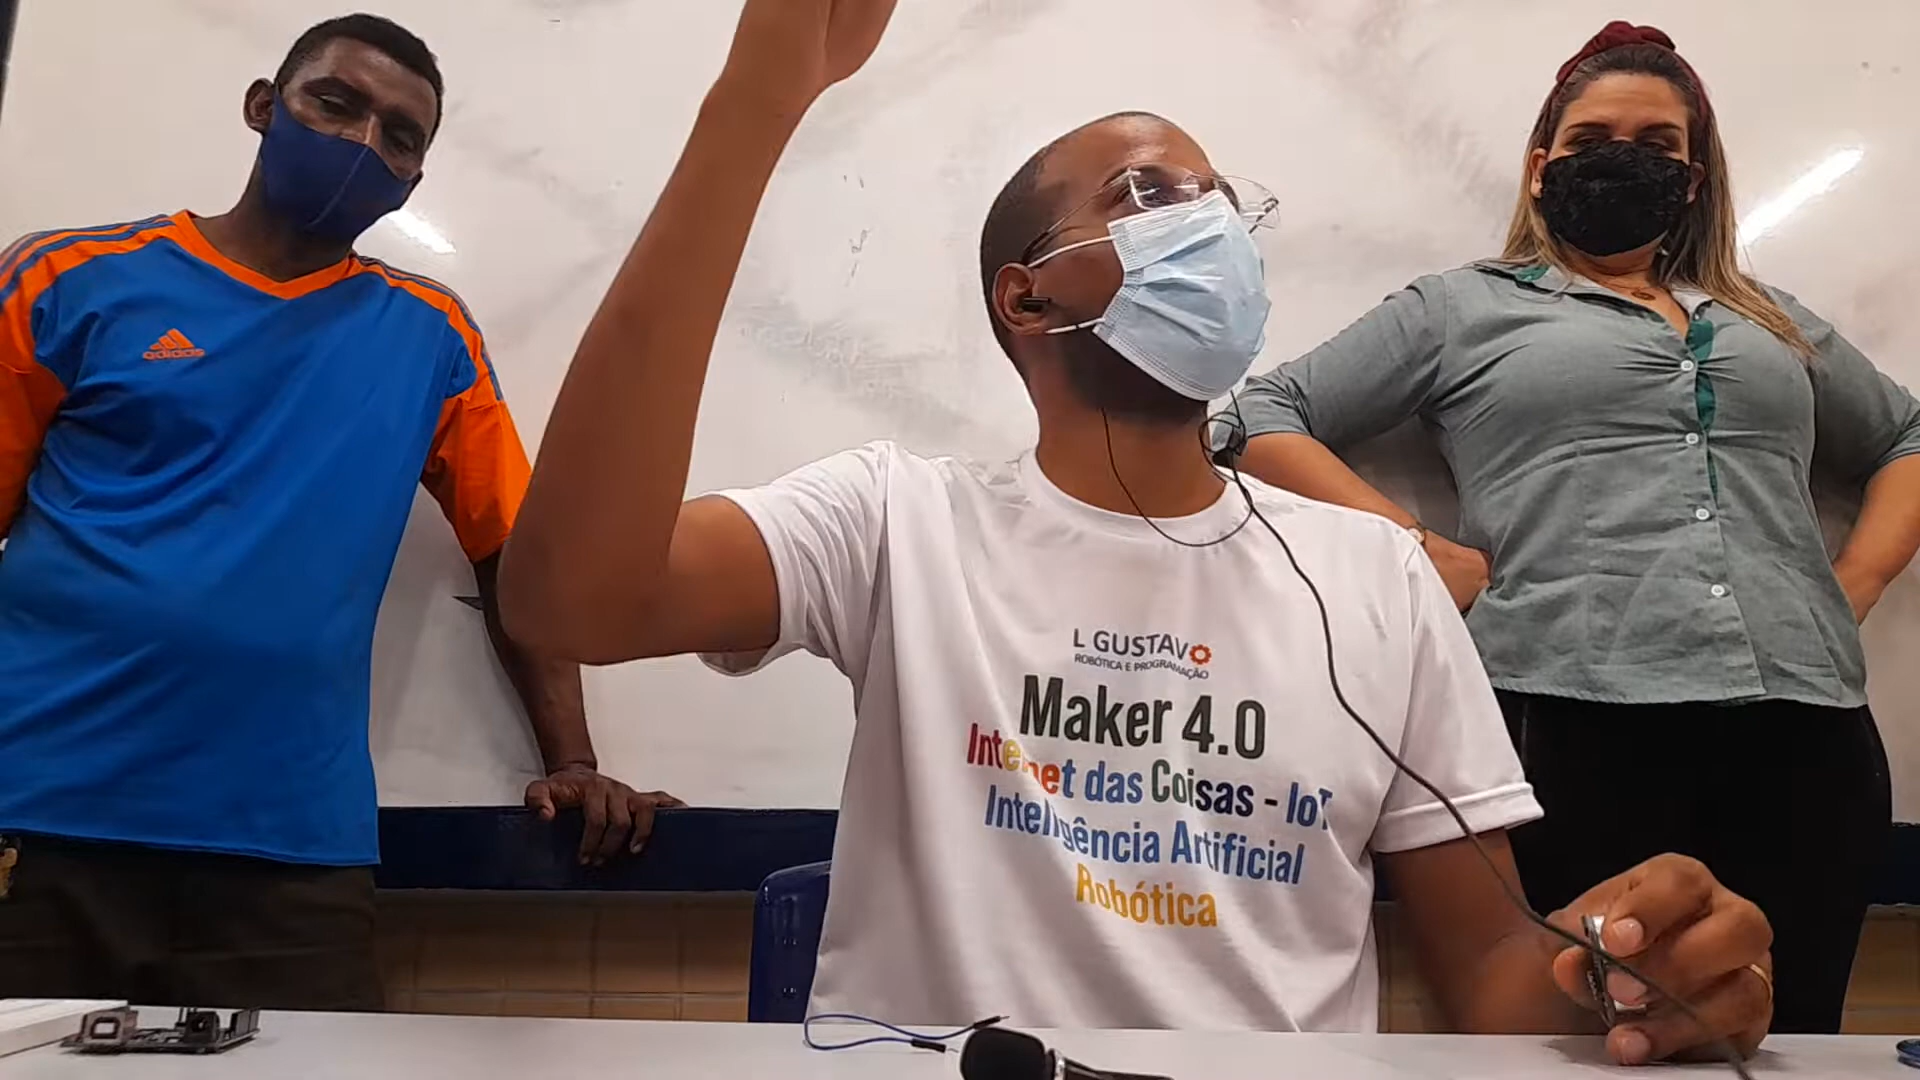 adidas
L GUSTAVO
ROBÓTICA E PROGRAMAÇÃO
Maker 4.0
Internet das Coisas - IoT
Inteligência Artificial
Robótica